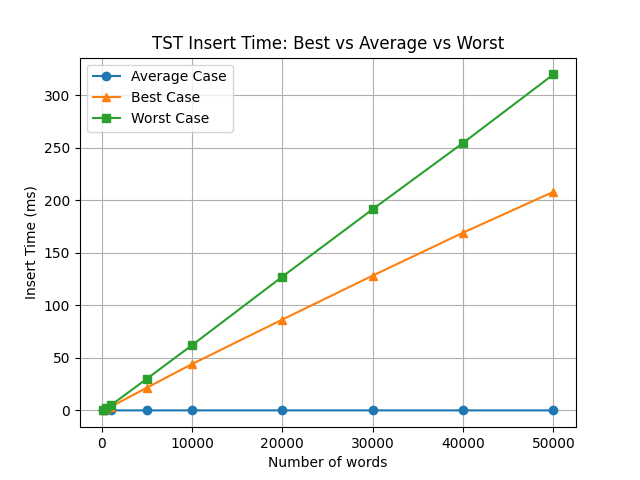 TST Insert Time: Best vs Average vs Worst
Average Case
Best Case
Worst Case
Insert Time (ms)
300
250
200
150
100
50
0
0 10000 20000 30000 40000 50000
Number of words